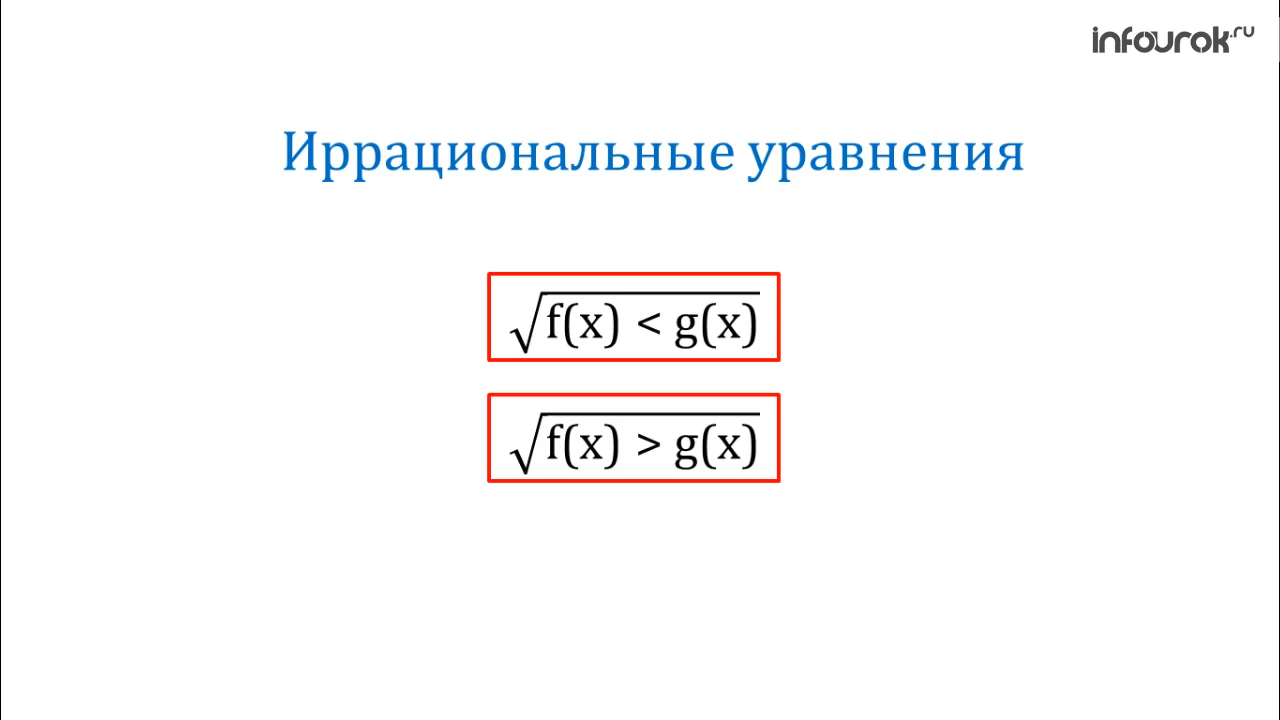 infourok.ru
Иррациональные уравнения
√f(x) < g(x)
√f(x) > g(x)